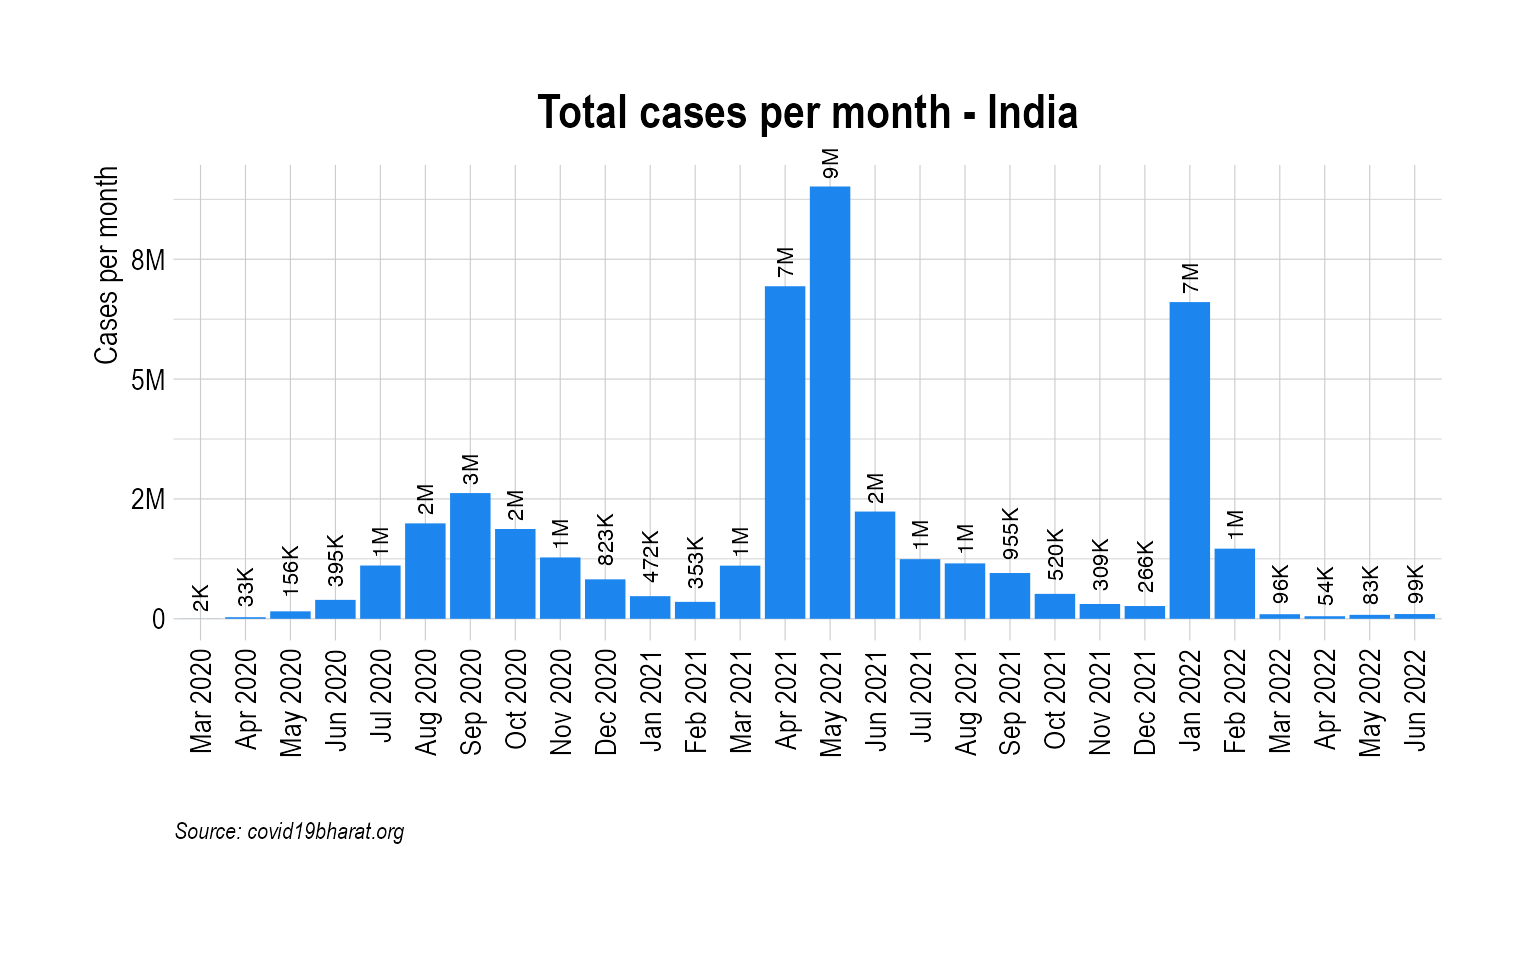 Total cases per month - India
Cases per month
8M
5M
2M
0
2K
33K
156K
395K
1M
2M
3M
2M
1M
823K
472K
353K
1M
7M
9M
2M
1M
1M
955K
520K
309K
266K
7M
1M
96K
54K
83K
99K
Mar 2020
Apr 2020
May 2020
Jun 2020
Jul 2020
Aug 2020
Sep 2020
Oct 2020
Nov 2020
Dec 2020
Jan 2021
Feb 2021
Mar 2021
Apr 2021
May 2021
Jun 2021
Jul 2021
Aug 2021
Sep 2021
Oct 2021
Nov 2021
Dec 2021
Jan 2022
Feb 2022
Mar 2022
Apr 2022
May 2022
Jun 2022
Source: covid19bharat.org